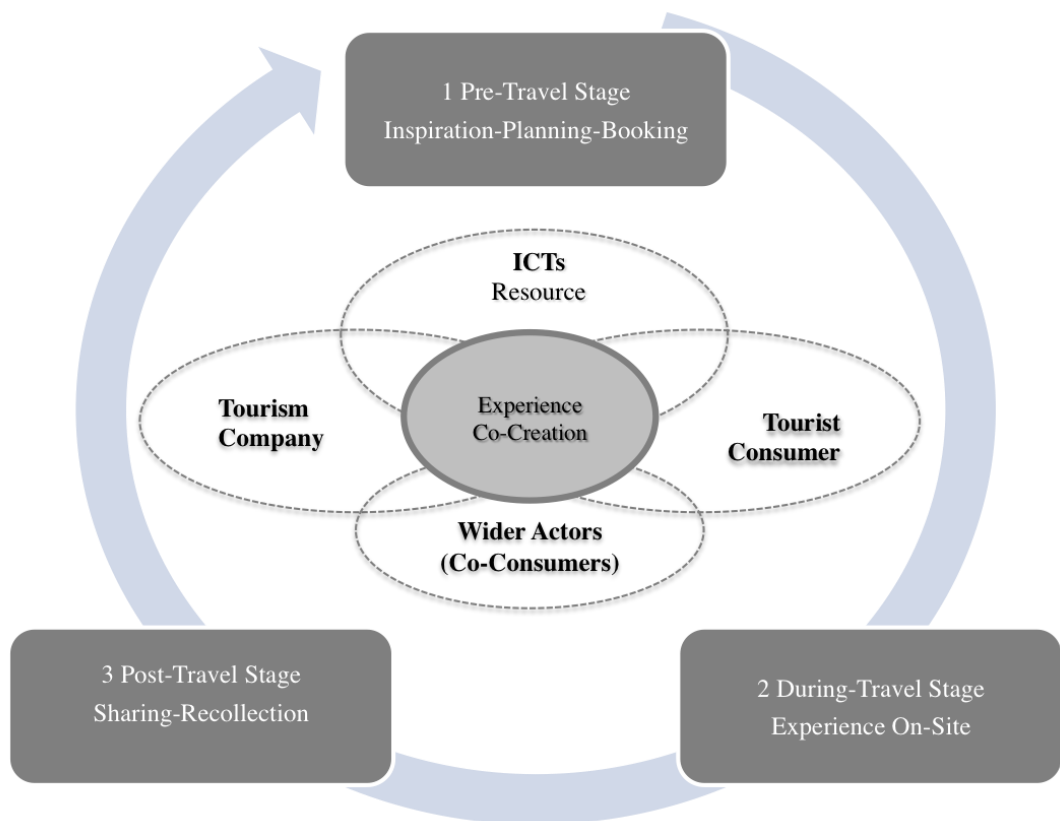 1 Pre-Travel Stage
Inspiration-Planning-Booking
ICTs
Resource
Tourism
Company
Experience
Co-Creation
Tourist
Consumer
Wider Actors
(Co-Consumers)
3 Post-Travel Stage
Sharing-Recollection
2 During-Travel Stage
Experience On-Site